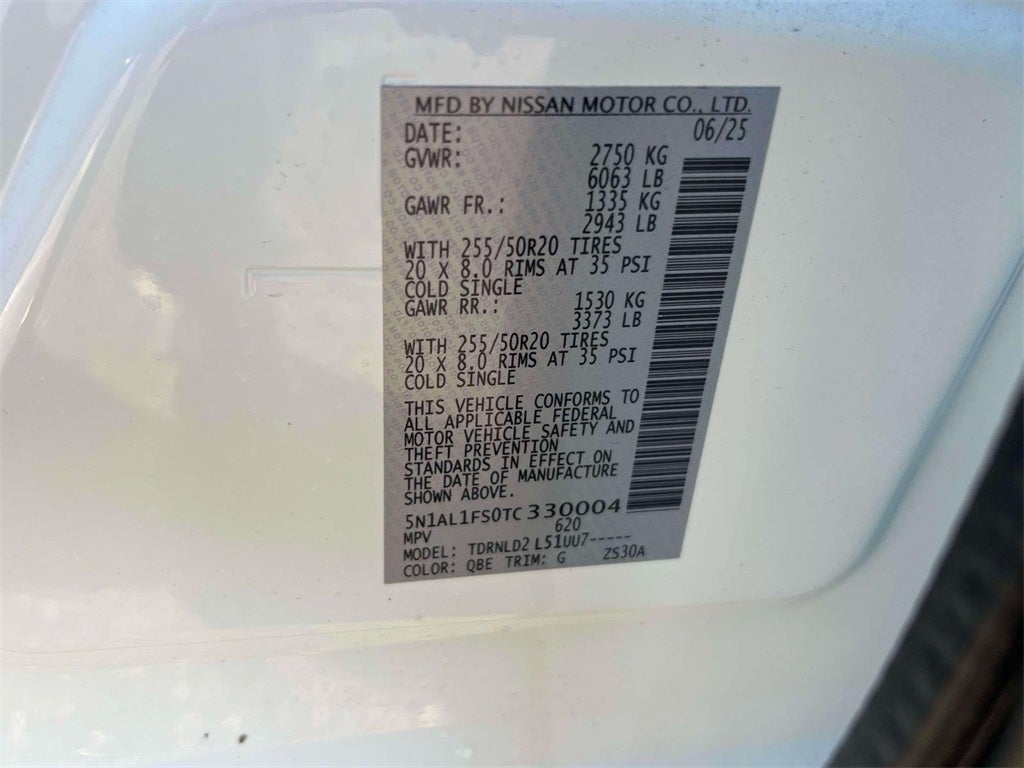 MFD BY NISSAN MOTOR CO., LTD.
DATE: 06/25
GVWR: 2750 KG
6063 LB
GAWR FR.: 1335 KG
2943 LB
WITH 255/50R20 TIRES
20 X 8.0 RIMS AT 35 PSI
COLD SINGLE
GAWR RR.: 1530 KG
3373 LB
WITH 255/50R20 TIRES
20 X 8.0 RIMS AT 35 PSI
COLD SINGLE
THIS VEHICLE CONFORMS TO
ALL APPLICABLE FEDERAL
MOTOR VEHICLE SAFETY AND
THEFT PREVENTION
STANDARDS IN EFFECT ON
THE DATE OF MANUFACTURE
SHOWN ABOVE.
5N1AL1FS0TC330004
MPV 620
MODEL: TDRNLD2 L51UU7-----
COLOR: QBE TRIM: G ZS30A